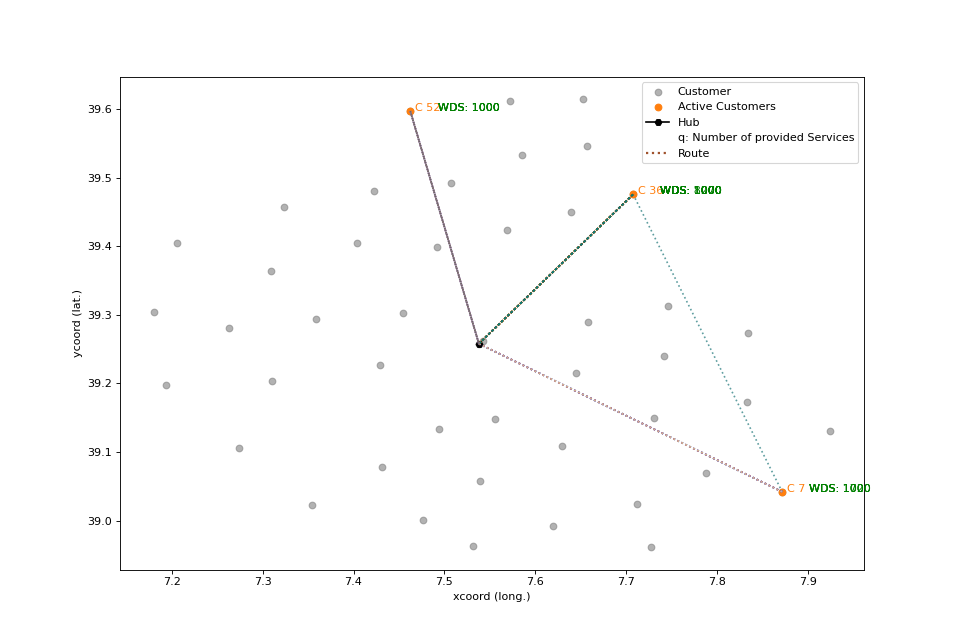 Customer
Active Customers
Hub
q: Number of provided Services
Route
C 52
WDS: 1000
C 36
WDS:
C 7
WDS:
39.6
39.5
39.4
39.3
39.2
39.1
39.0
ycoord (lat.)
7.2 7.3 7.4 7.5 7.6 7.7 7.8 7.9
xcoord (long.)